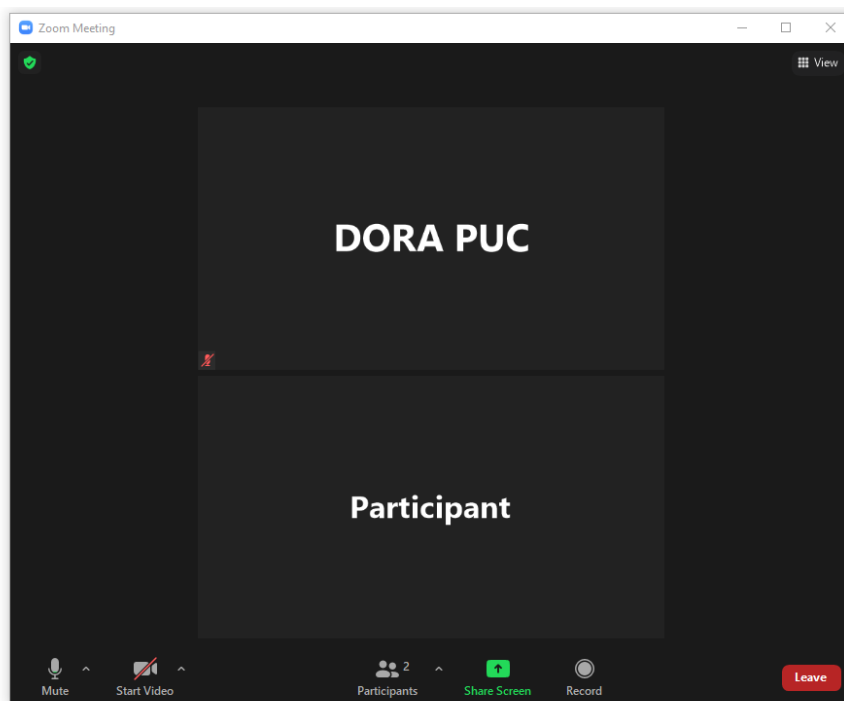 Zoom Meeting
View
DORA PUC
Participant
2
Mute
Start Video
Participants
Share Screen
Record
Leave